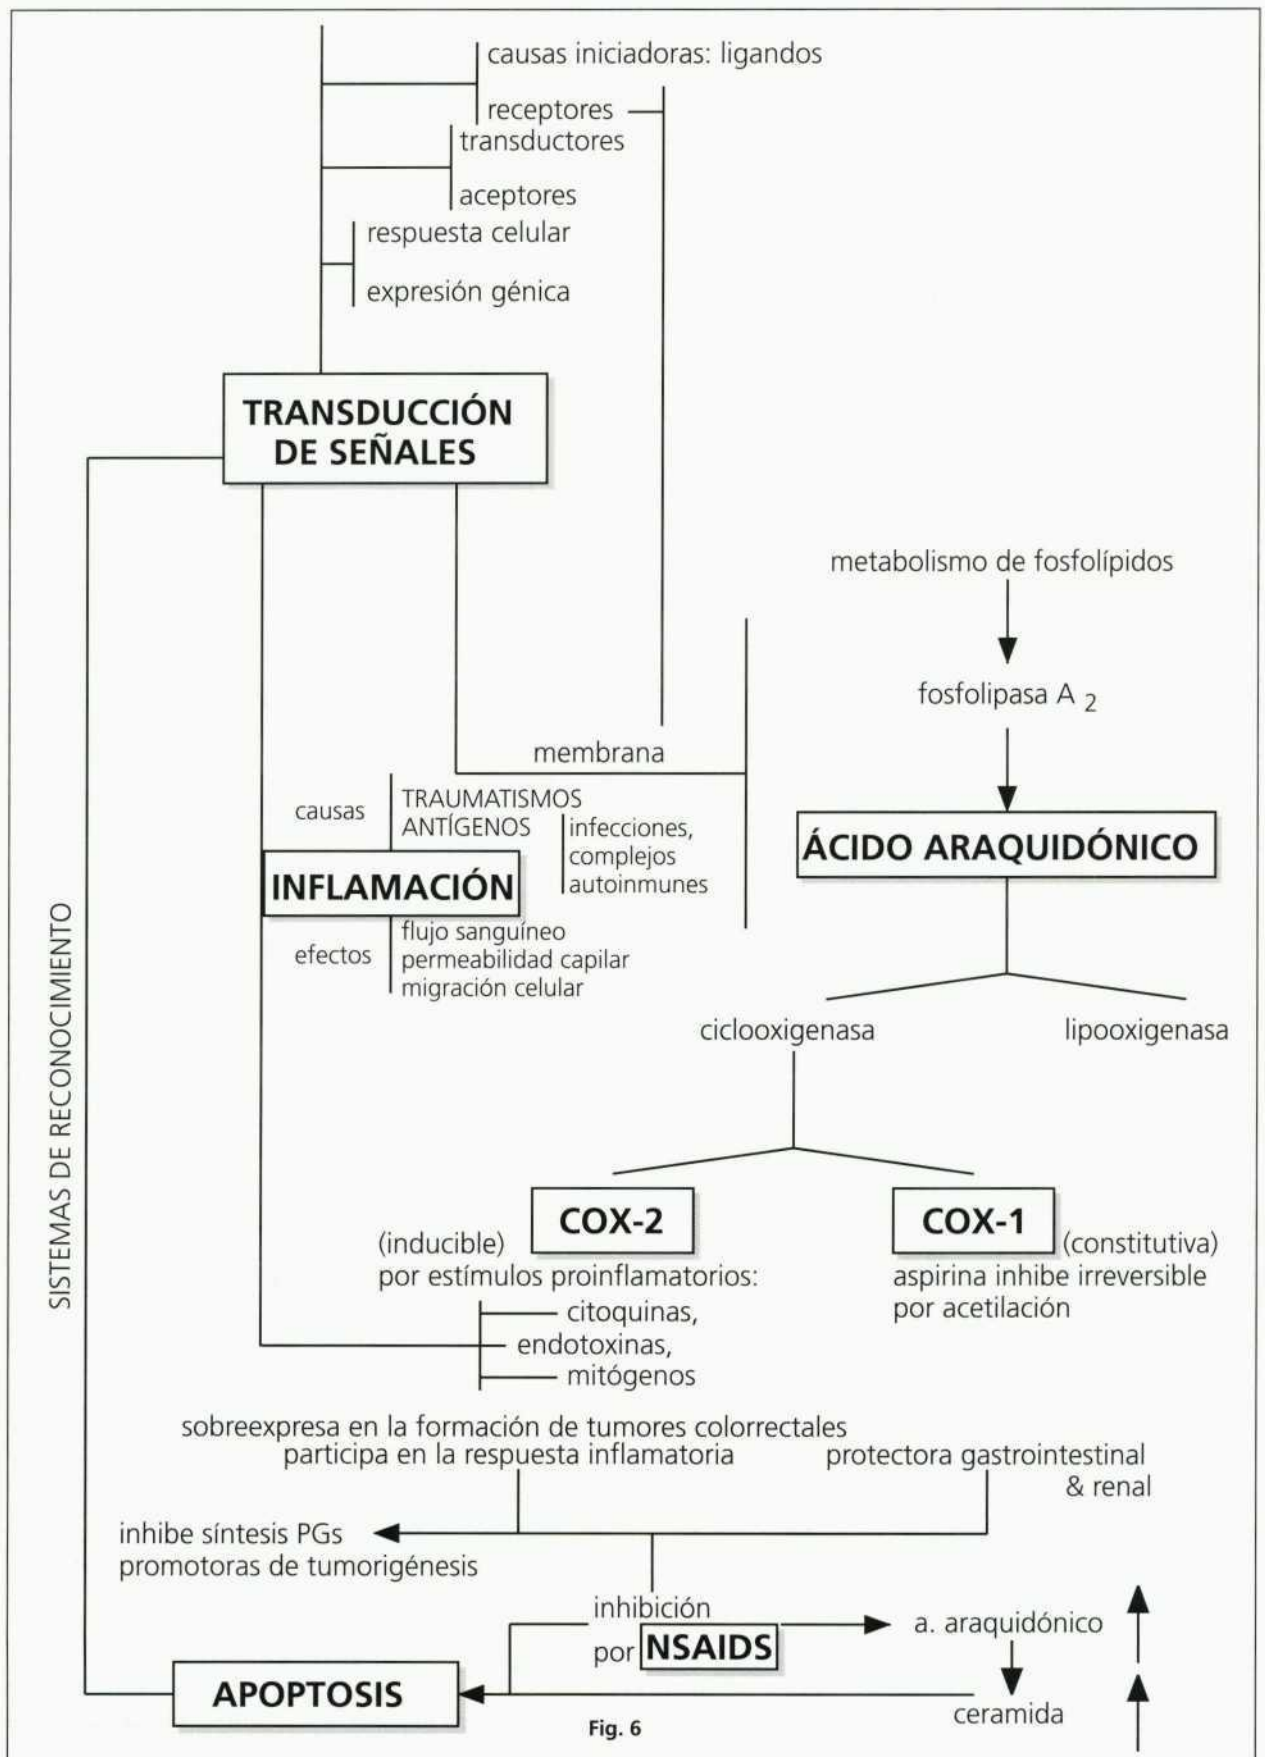 causas iniciadoras: ligandos
receptores
transductores
aceptores
respuesta celular
expresión génica
TRANSDUCCIÓN
DE SEÑALES
metabolismo de fosfolípidos
fosfolipasa A 2
membrana
causas
TRAUMATISMOS
ANTÍGENOS
infecciones,
complejos
autoinmunes
INFLAMACIÓN
efectos
flujo sanguíneo
permeabilidad capilar
migración celular
ÁCIDO ARAQUIDÓNICO
SISTEMAS DE RECONOCIMIENTO
ciclooxigenasa
lipooxigenasa
COX-2
(inducible)
por estímulos proinflamatorios:
citoquinas,
endotoxinas,
mitógenos
COX-1
(constitutiva)
aspirina inhibe irreversible
por acetilación
sobreexpresa en la formación de tumores colorrectales
participa en la respuesta inflamatoria
protectora gastrointestinal
& renal
inhibe síntesis PGs
promotoras de tumorigénesis
inhibición
por NSAIDS
a. araquidónico
ceramida
APOPTOSIS
Fig. 6